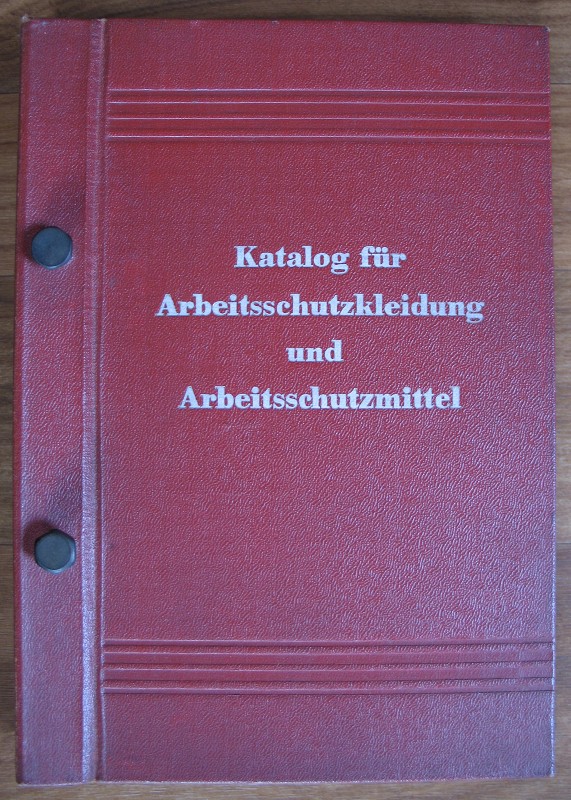 Katalog für
Arbeitsschutzkleidung
und
Arbeitsschutzmittel